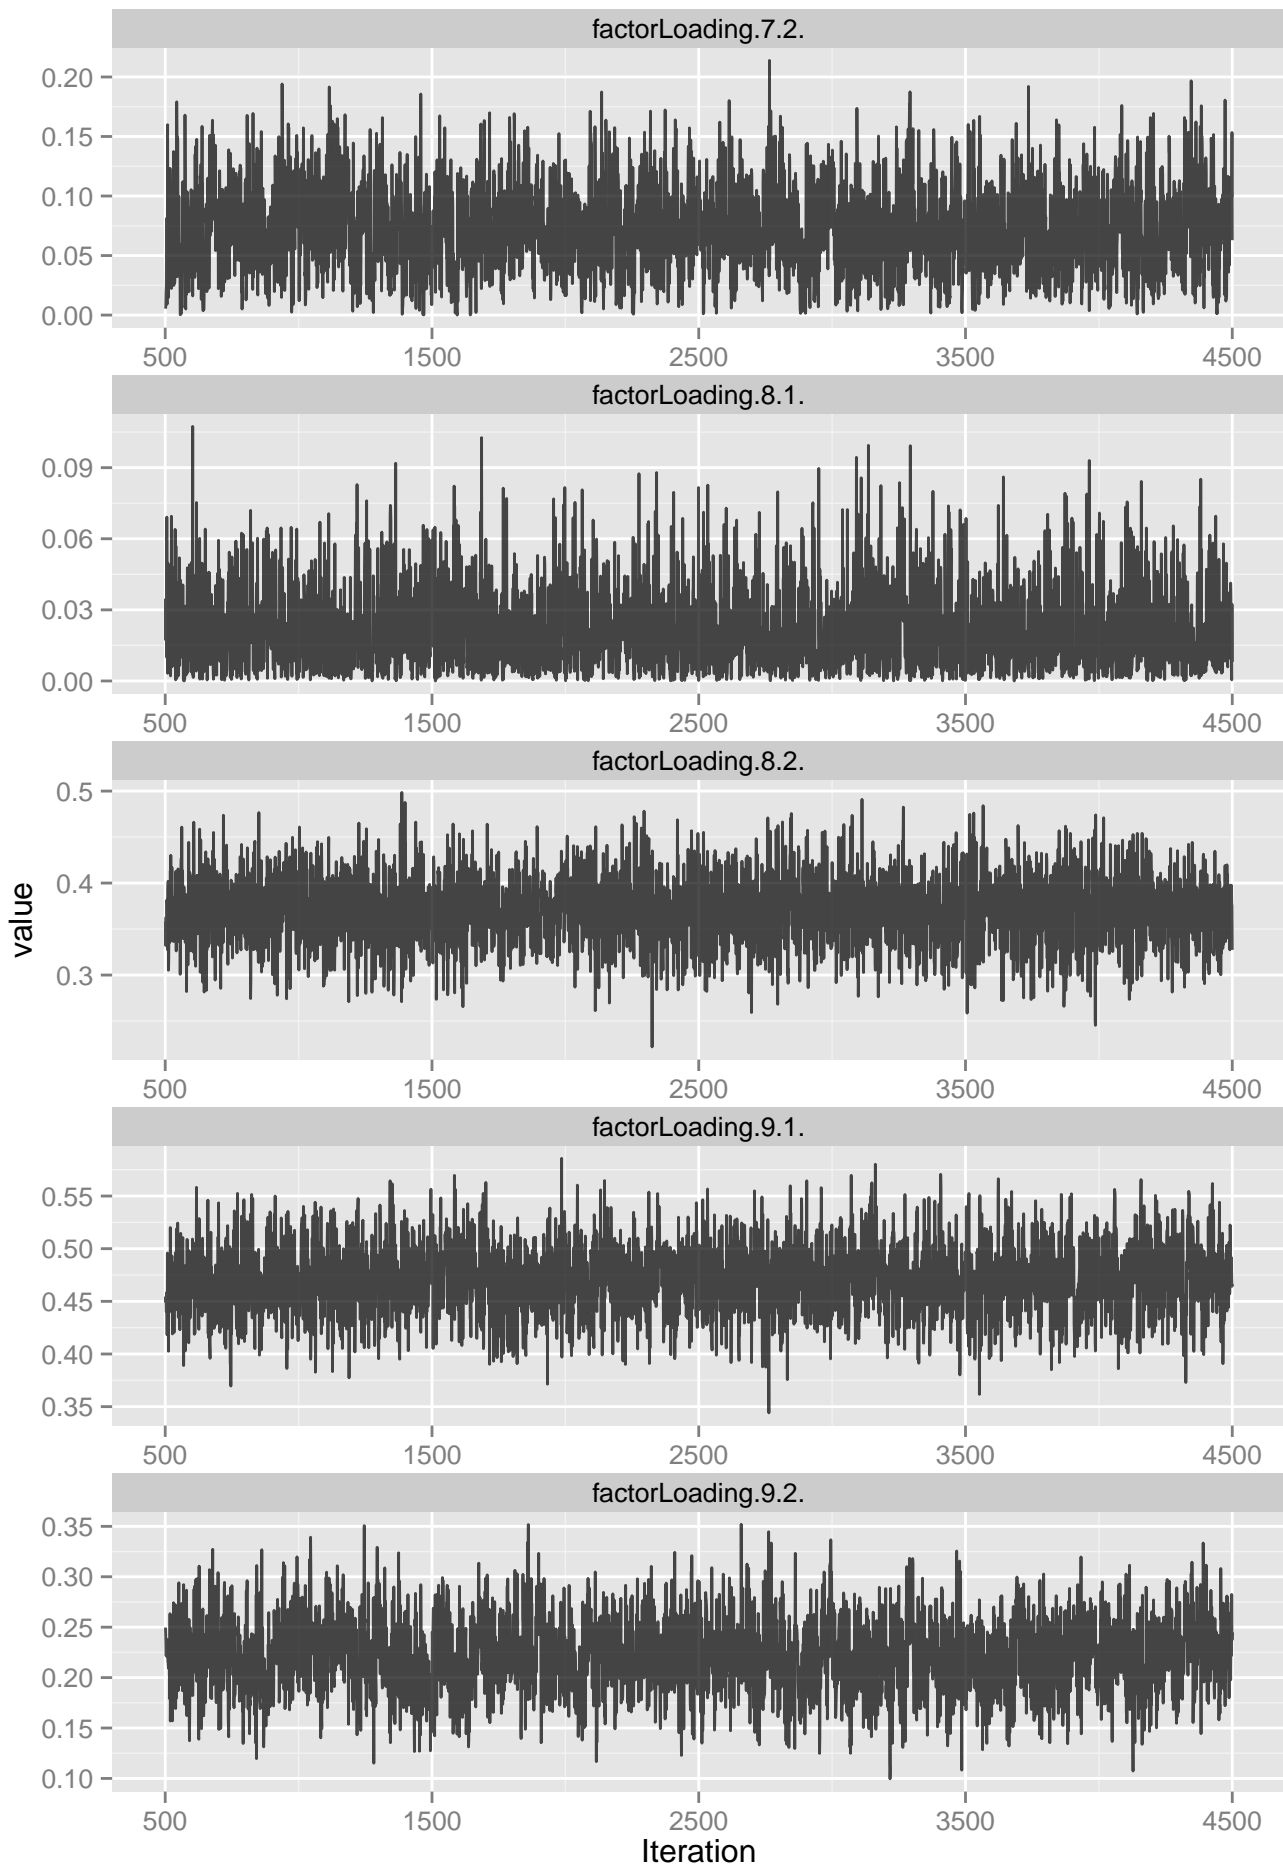 factorLoading.7.2.
0.20
0.15
0.10
0.05
0.00
500 1500 2500 3500 4500
factorLoading.8.1.
0.09
0.06
0.03
0.00
500 1500 2500 3500 4500
factorLoading.8.2.
0.5
0.4
0.3
500 1500 2500 3500 4500
value
factorLoading.9.1.
0.55
0.50
0.45
0.40
0.35
500 1500 2500 3500 4500
factorLoading.9.2.
0.35
0.30
0.25
0.20
0.15
0.10
500 1500 2500 3500 4500
Iteration